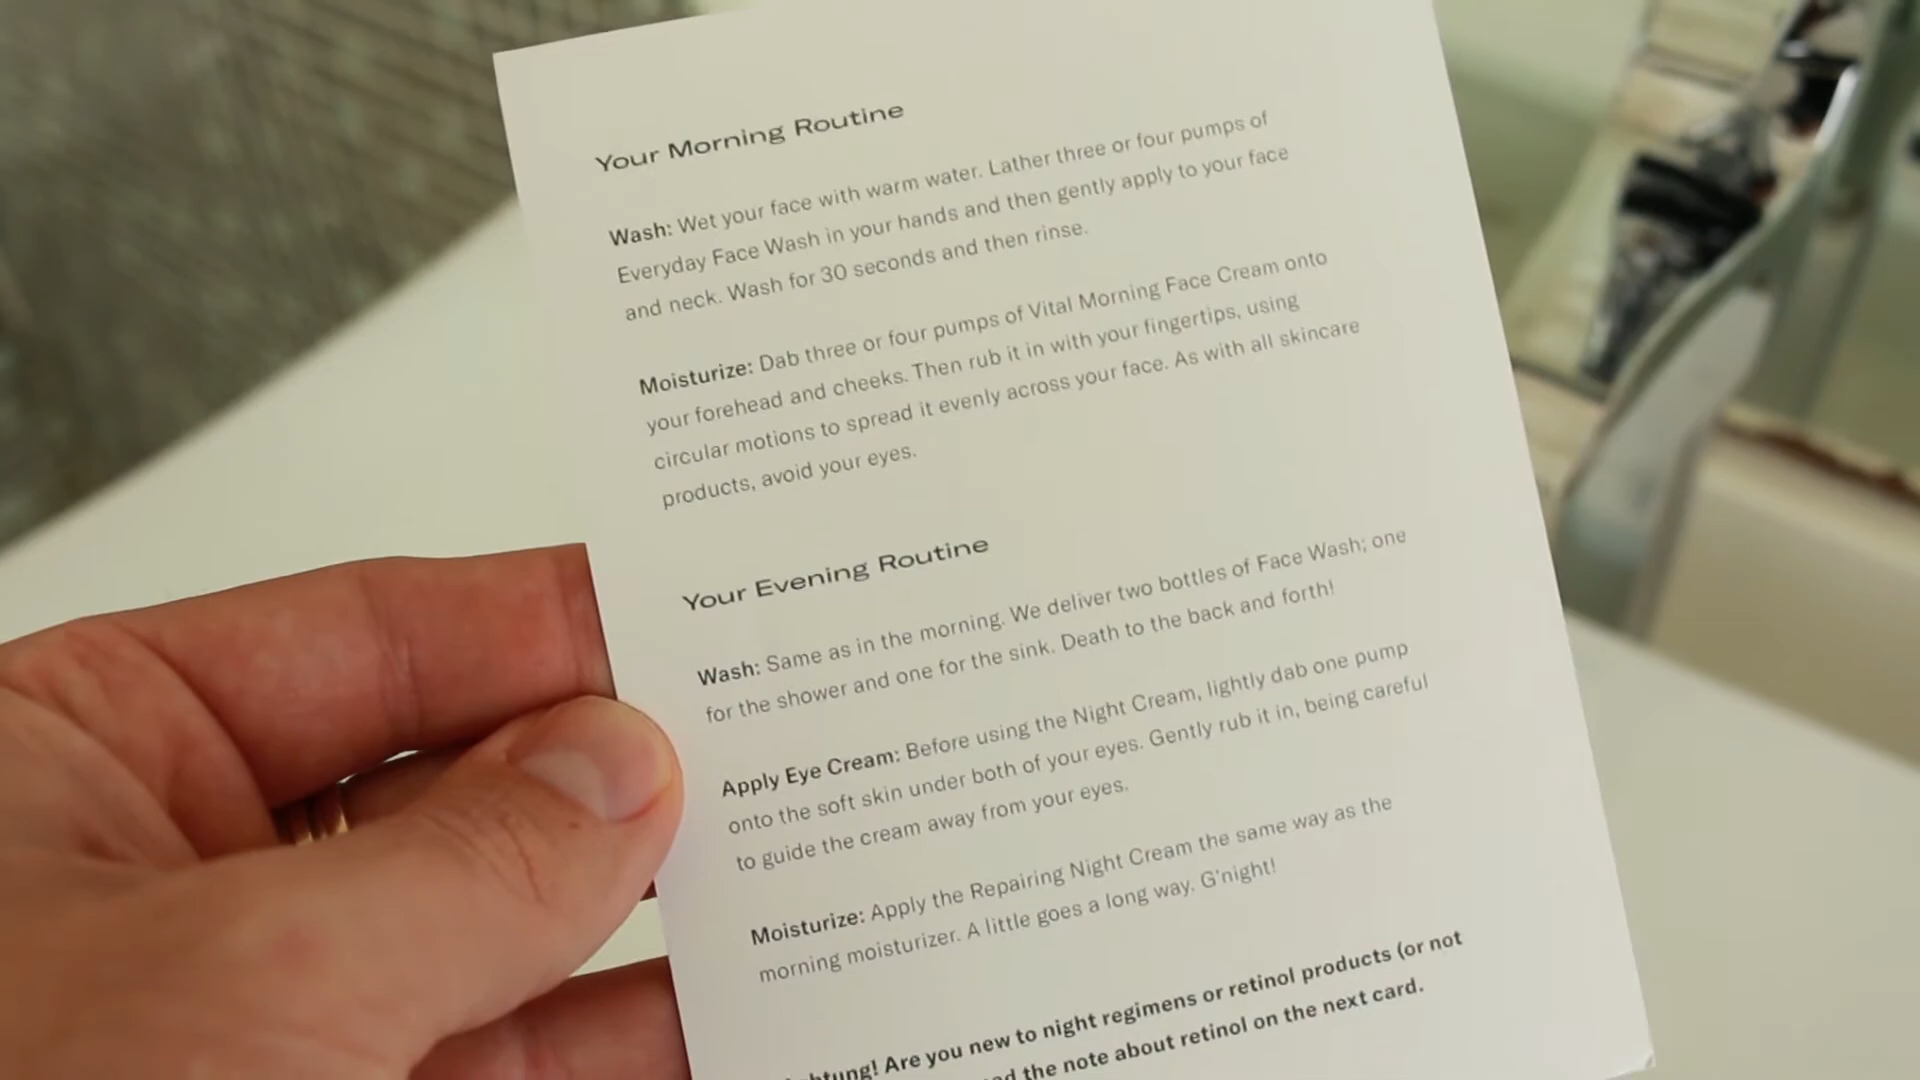 Your Morning Routine
Wash: Wet your face with warm water. Lather three or four pumps of
Everyday Face Wash in your hands and then gently apply to your face
and neck. Wash for 30 seconds and then rinse.
Moisturize: Dab three or four pumps of Vital Morning Face Cream onto
your forehead and cheeks. Then rub it in with your fingertips, using
circular motions to spread it evenly across your face. As with all skincare
products, avoid your eyes.
Your Evening Routine
Wash: Same as in the morning. We deliver two bottles of Face Wash; one
for the shower and one for the sink. Death to the back and forth!
Apply Eye Cream: Before using the Night Cream, lightly dab one pump
onto the soft skin under both of your eyes. Gently rub it in, being careful
to guide the cream away from your eyes.
Moisturize: Apply the Repairing Night Cream the same way as the
morning moisturizer. A little goes a long way. G'night!
Are you new to night regimens or retinol products (or not
the note about retinol on the next card.